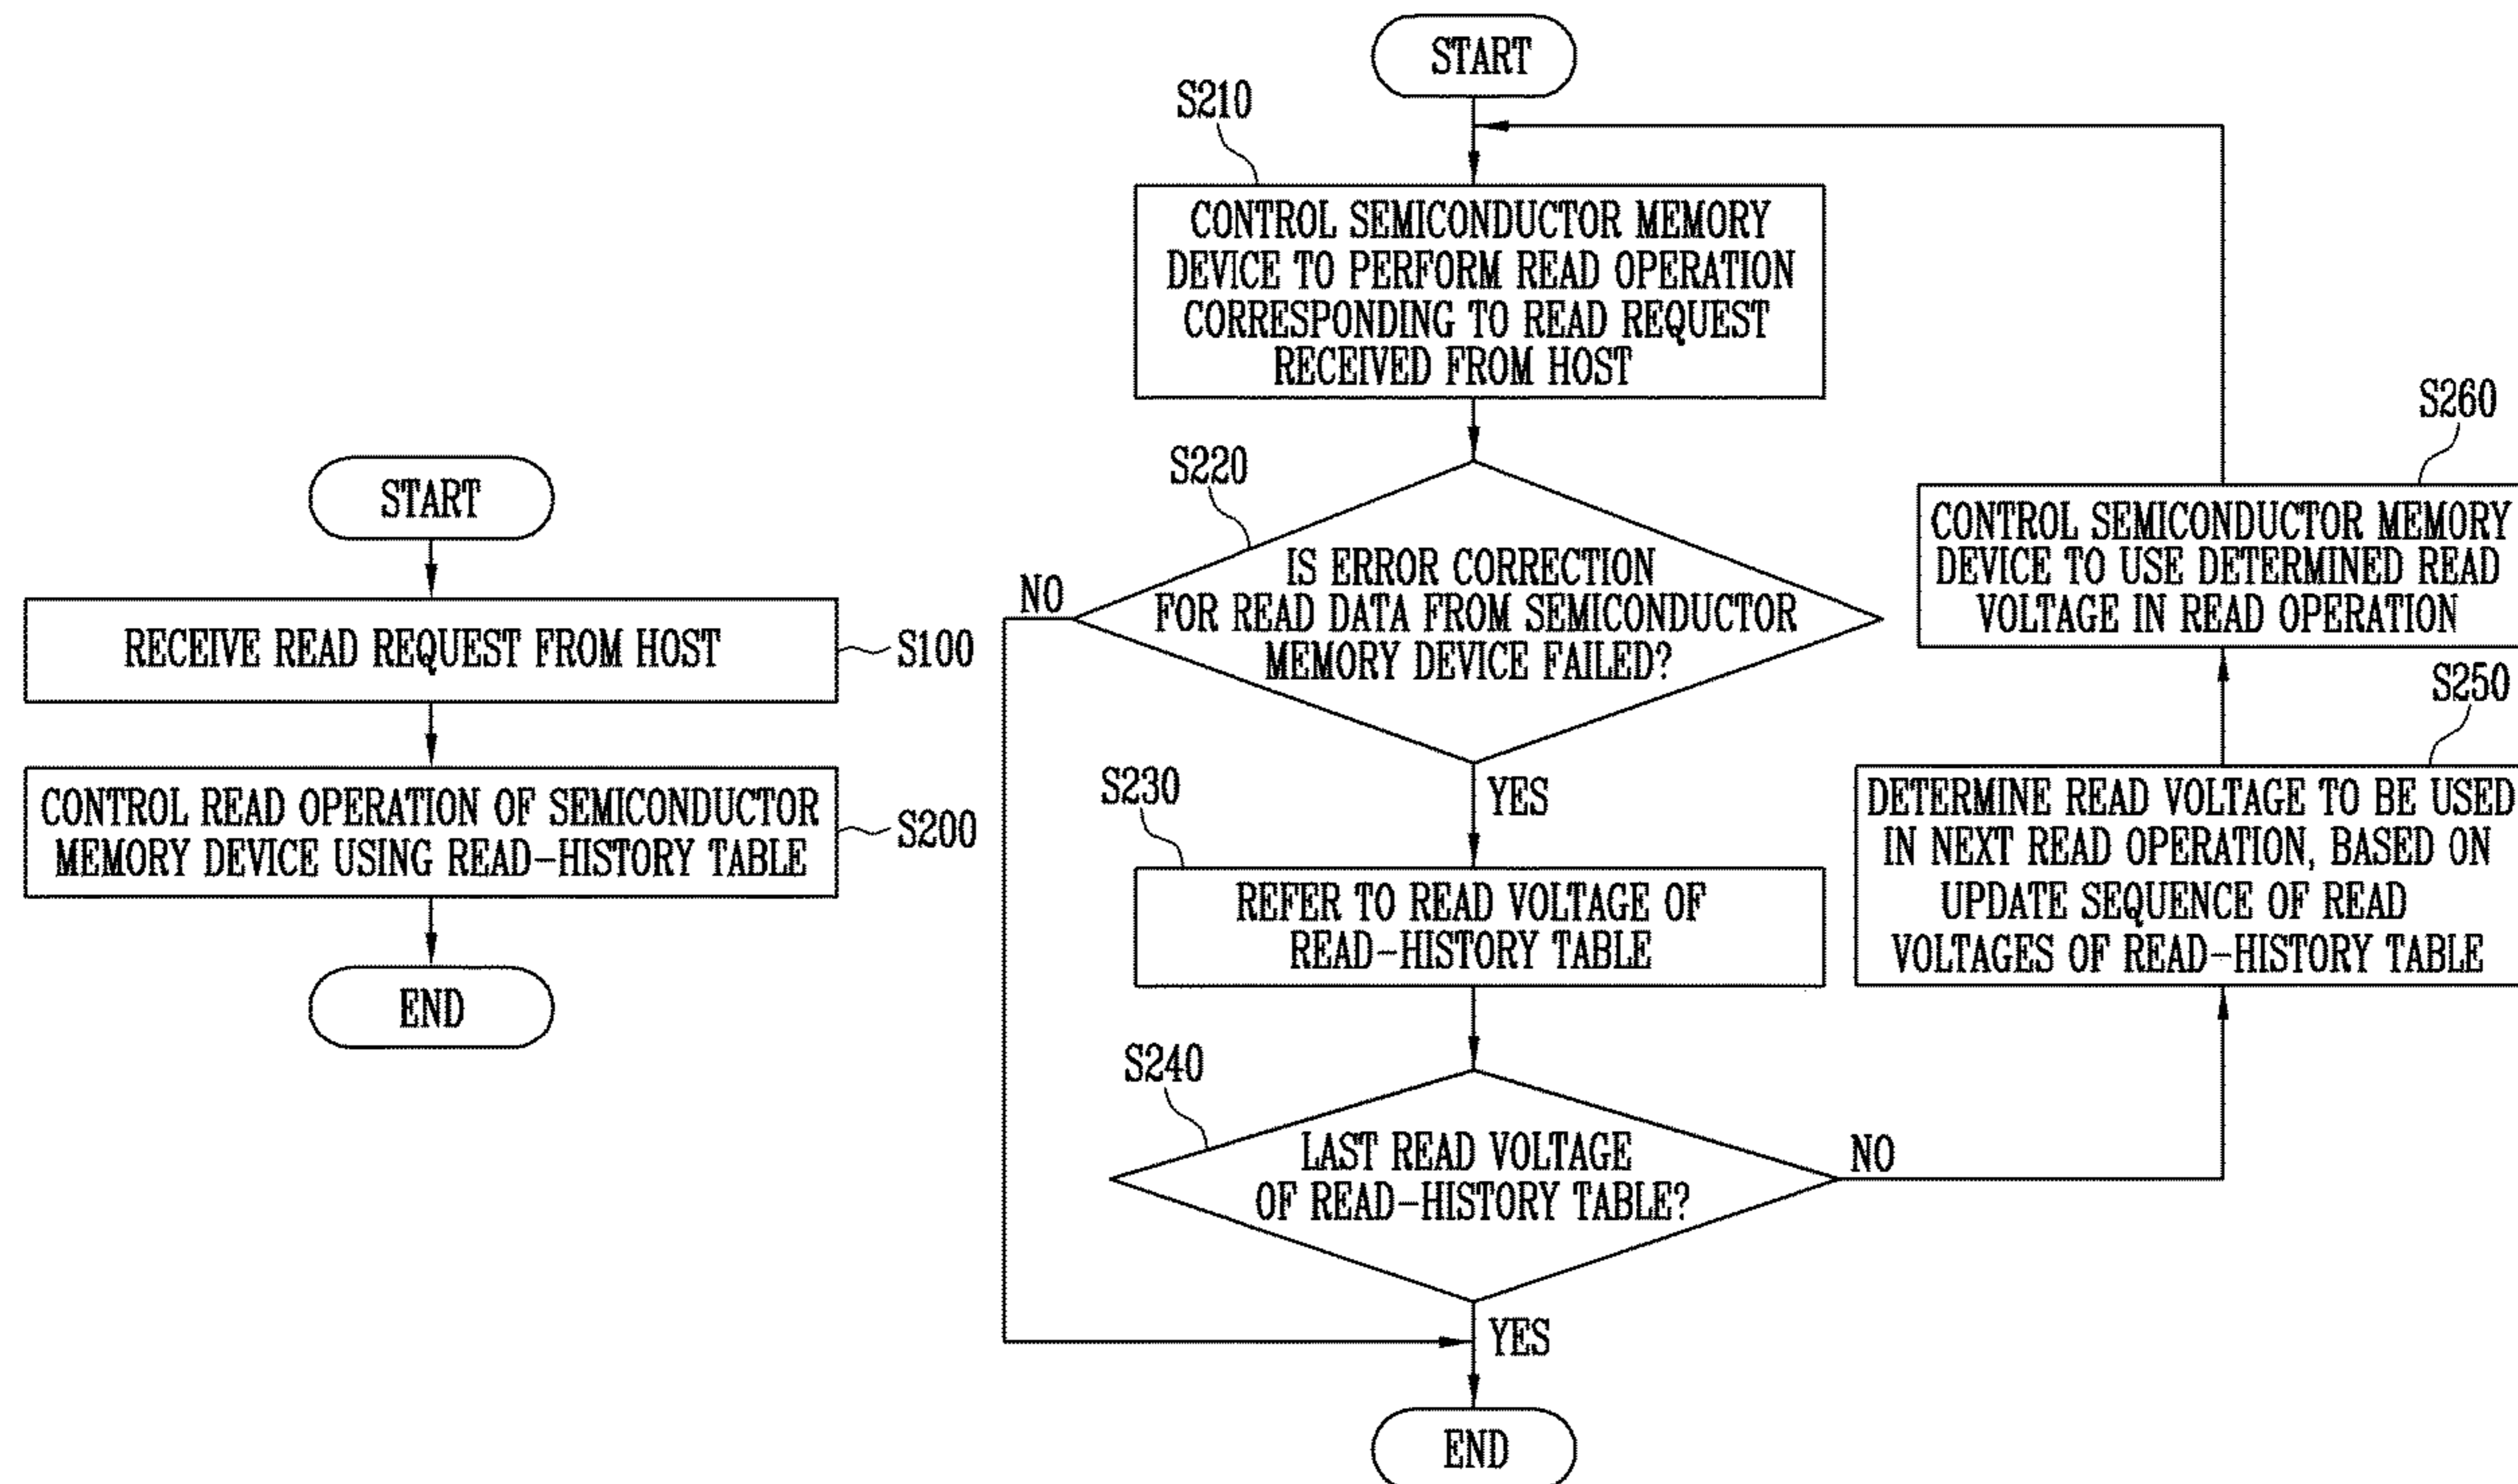 START
RECEIVE READ REQUEST FROM HOST
S100
CONTROL READ OPERATION OF SEMICONDUCTOR
MEMORY DEVICE USING READ-HISTORY TABLE
S200
END
START
S210
CONTROL SEMICONDUCTOR MEMORY
DEVICE TO PERFORM READ OPERATION
CORRESPONDING TO READ REQUEST
RECEIVED FROM HOST
S220
IS ERROR CORRECTION
FOR READ DATA FROM SEMICONDUCTOR
MEMORY DEVICE FAILED?
NO
YES
S230
REFER TO READ VOLTAGE OF
READ-HISTORY TABLE
S240
LAST READ VOLTAGE
OF READ-HISTORY TABLE?
NO
YES
END
S250
DETERMINE READ VOLTAGE TO BE USED
IN NEXT READ OPERATION, BASED ON
UPDATE SEQUENCE OF READ
VOLTAGES OF READ-HISTORY TABLE
S260
CONTROL SEMICONDUCTOR MEMORY
DEVICE TO USE DETERMINED READ
VOLTAGE IN READ OPERATION